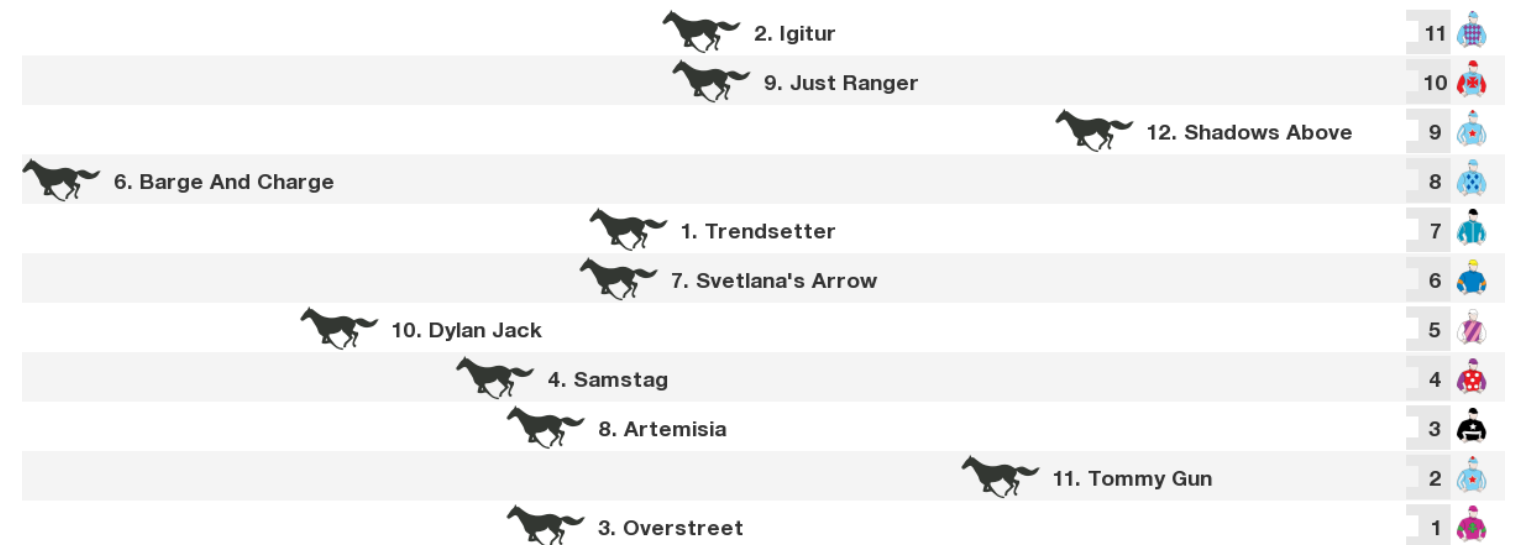 2. Igitur 11
9. Just Ranger 10
12. Shadows Above 9
6. Barge And Charge 8
1. Trendsetter 7
7. Svetlana's Arrow 6
10. Dylan Jack 5
4. Samstag 4
8. Artemisia 3
11. Tommy Gun 2
3. Overstreet 1